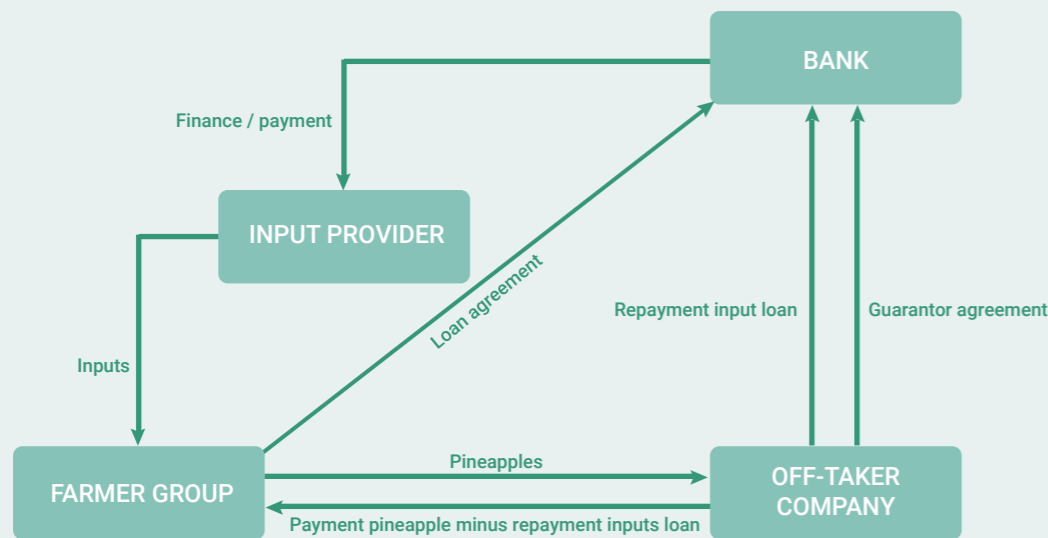 BANK
Finance / payment
INPUT PROVIDER
Loan agreement
Repayment input loan
Guarantor agreement
Inputs
FARMER GROUP
Pineapples
OFF-TAKER
COMPANY
Payment pineapple minus repayment inputs loan